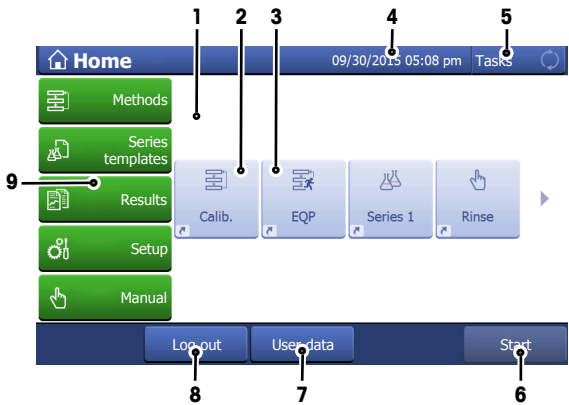 1 2 3 4 5
Home 09/30/2015 05:08 pm Tasks
Methods
Series
templates
9
Results
Calib. EQP Series 1 Rinse
Setup
Manual
Log out User data Start
8 7 6